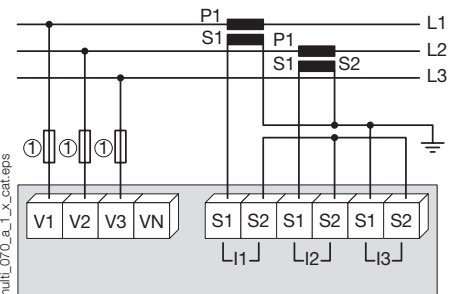 P1 L1
S1 P1 L2
S1 S2
L3
① ① ①
V1 V2 V3 VN S1 S2 S1 S2 S1 S2
I1 I2 I3
multi_070_a_1_x_cat.eps